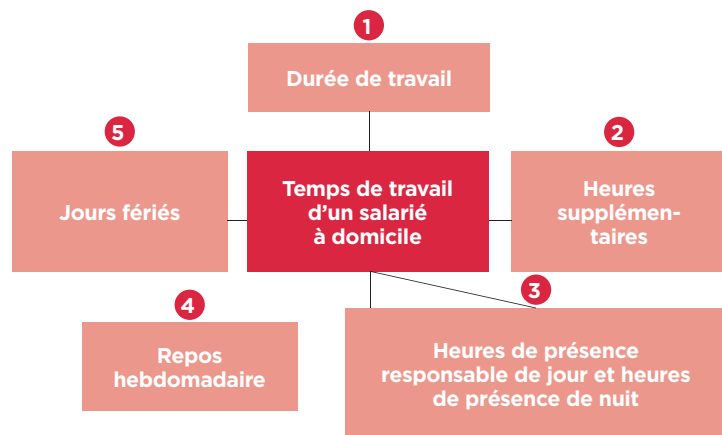 1
Durée de travail
5
Jours fériés
Temps de travail
d'un salarié
à domicile
2
Heures
supplémen-
taires
4
Repos
hebdomadaire
3
Heures de présence
responsable de jour et heures
de présence de nuit